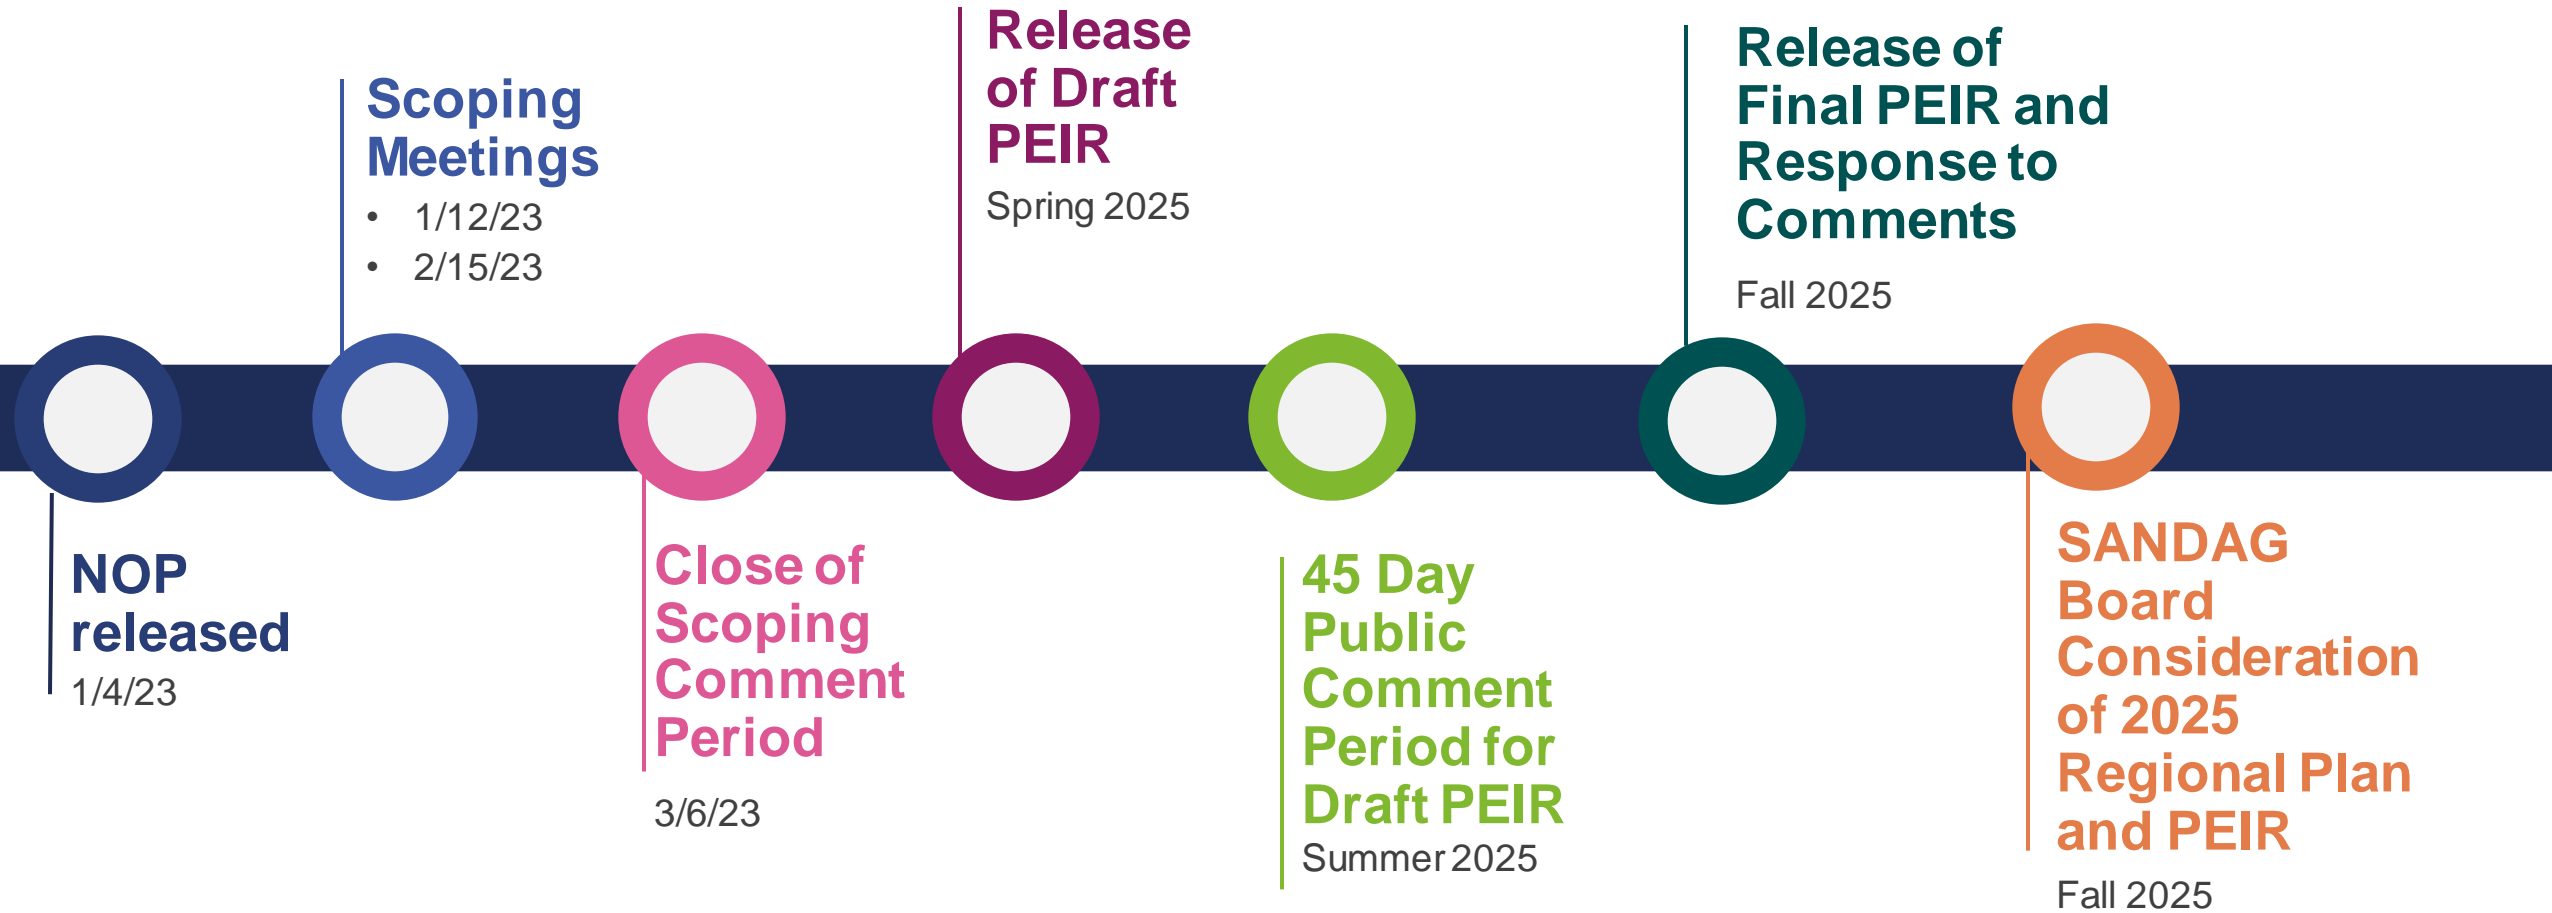 NOP
released
1/4/23
Scoping
Meetings
• 1/12/23
• 2/15/23
Close of
Scoping
Comment
Period
3/6/23
Release
of Draft
PEIR
Spring 2025
45 Day
Public
Comment
Period for
Draft PEIR
Summer 2025
Release of
Final PEIR and
Response to
Comments
Fall 2025
SANDAG
Board
Consideration
of 2025
Regional Plan
and PEIR
Fall 2025